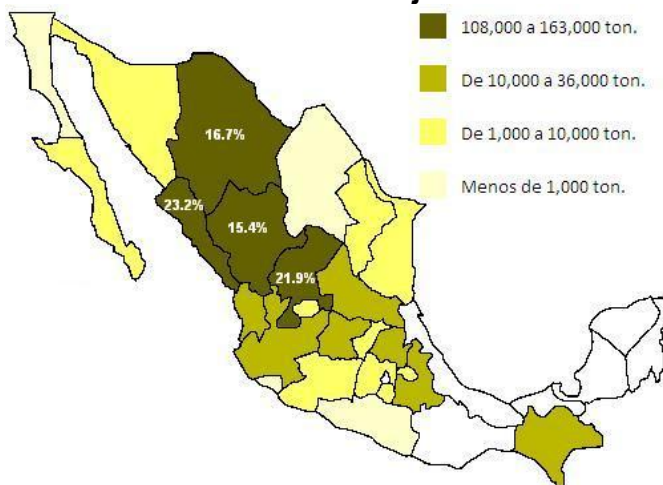 108,000 a 163,000 ton.
De 10,000 a 36,000 ton.
De 1,000 a 10,000 ton.
Menos de 1,000 ton.
16.7%
23.2%
15.4%
21.9%